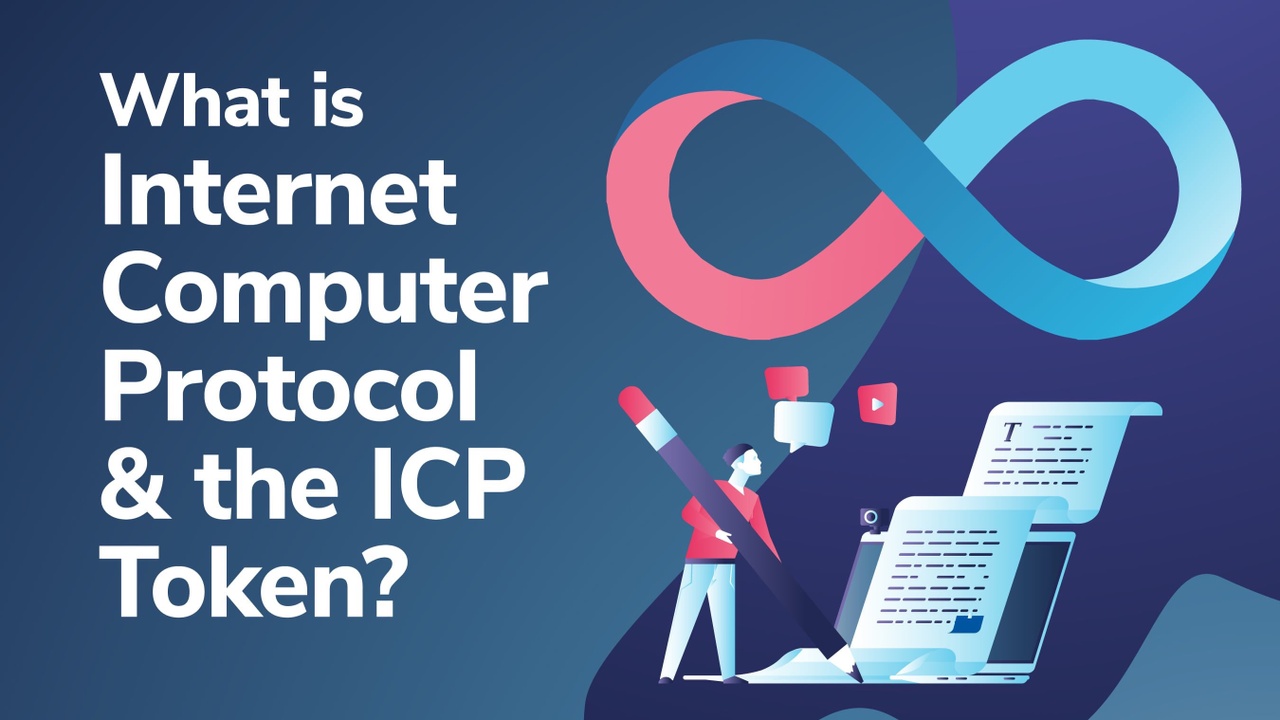 What is
Internet
Computer
Protocol
& the ICP
Token?
T